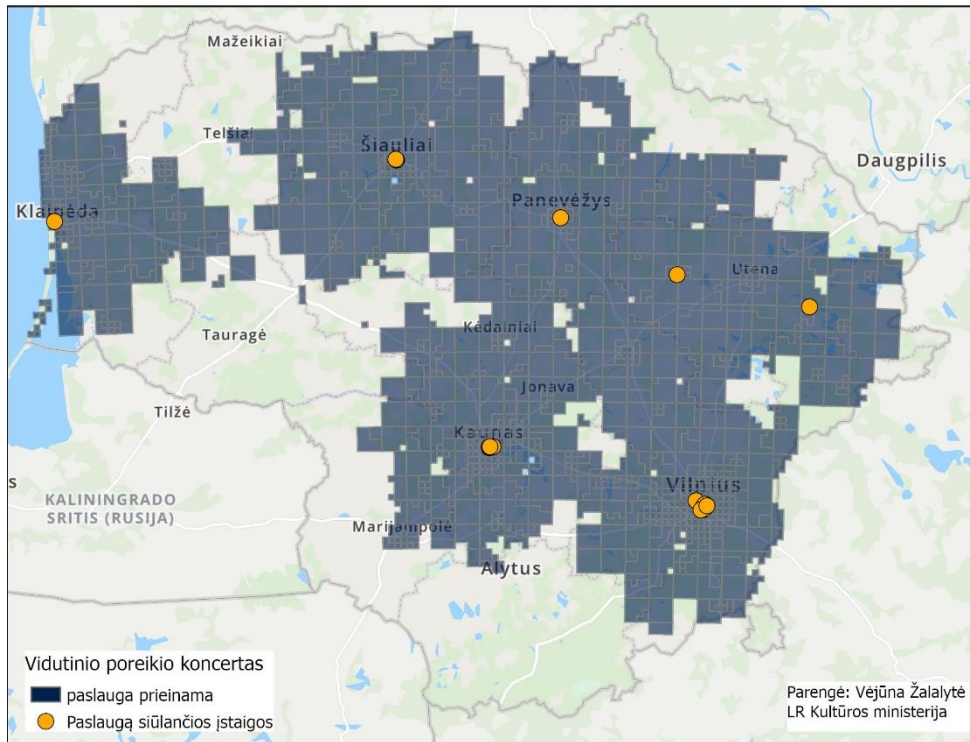 Mažeikiai
Telšiai
Šiauliai
Daugpilis
Klaipėda
Panevėžys
Utena
Tauragė
Kėdainiai
Jonava
Tilžė
Kaunas
s
KALININGRADO
SRITIS (RUSIJA)
Vilnius
Marijampolė
Alytus
Vidutinio poreikio koncertas
paslauga prieinama
Paslaugą siūlančios įstaigos
Parengė: Vėjūna Žalalytė
LR Kultūros ministerija